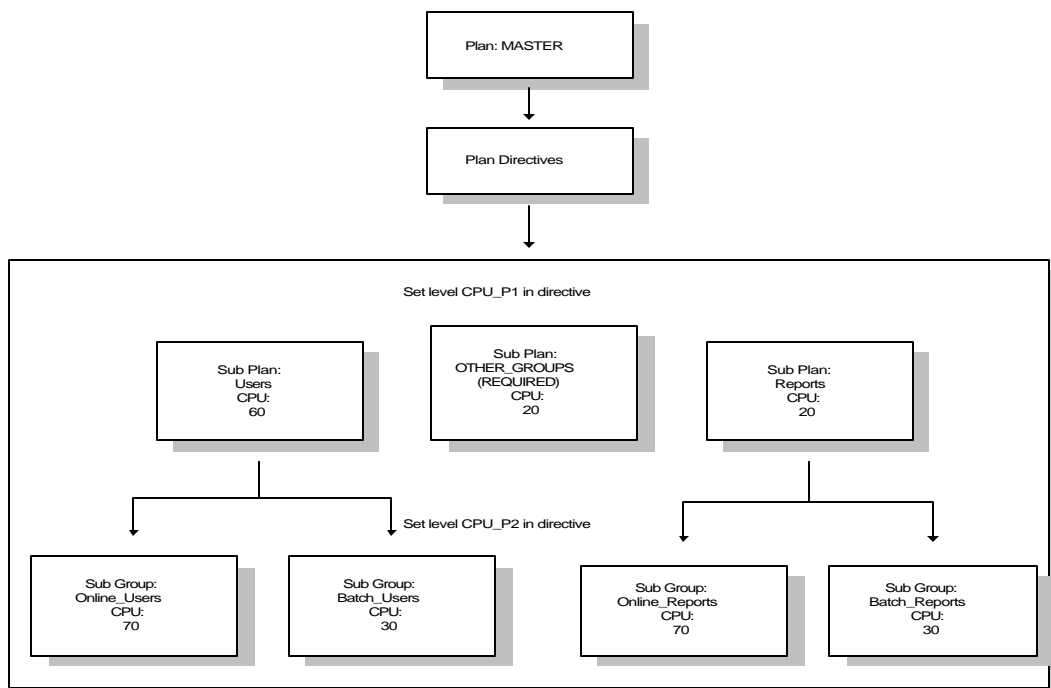 Plan: MASTER
Plan Directives
Set level CPU_P1 in directive
Sub Plan:
Users
CPU:
60
Sub Plan:
OTHER_GROUPS
(REQUIRED)
CPU:
20
Sub Plan:
Reports
CPU:
20
Set level CPU_P2 in directive
Sub Group:
Online_Users
CPU:
70
Sub Group:
Batch_Users
CPU:
30
Sub Group:
Online_Reports
CPU:
70
Sub Group:
Batch_Reports
CPU:
30